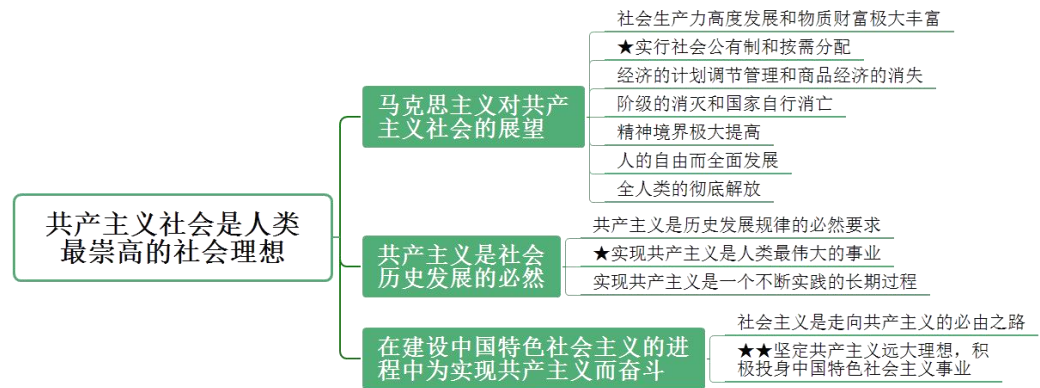 共产主义社会是人类
最崇高的社会理想
马克思主义对共产
主义社会的展望
社会生产力高度发展和物质财富极大丰富
★实行社会公有制和按需分配
经济的计划调节管理和商品经济的消失
阶级的消灭和国家自行消亡
精神境界极大提高
人的自由而全面发展
全人类的彻底解放
共产主义是社会
历史发展的必然
共产主义是历史发展规律的必然要求
★实现共产主义是人类最伟大的事业
实现共产主义是一个不断实践的长期过程
在建设中国特色社会主义的进
程中为实现共产主义而奋斗
社会主义是走向共产主义的必由之路
★★坚定共产主义远大理想，积
极投身中国特色社会主义事业